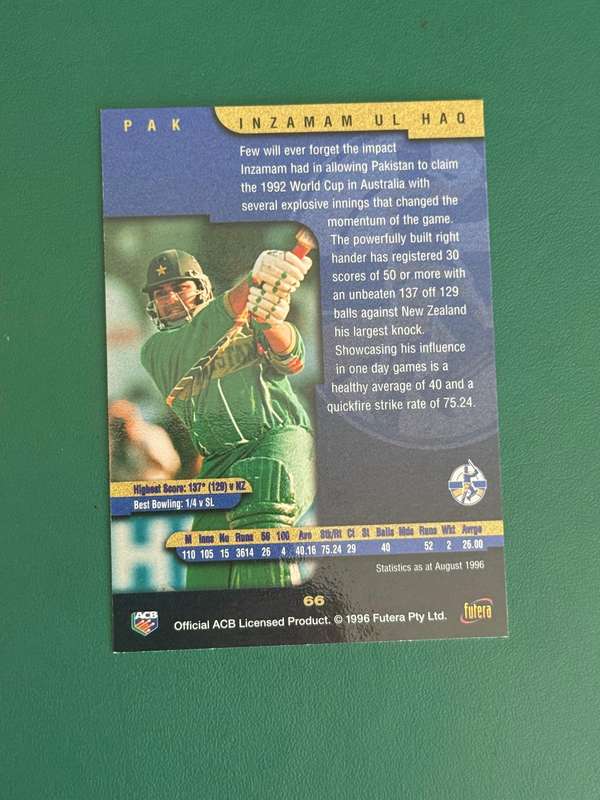 PAK
INZAMAM UL HAQ
Few will ever forget the impact
Inzamam had in allowing Pakistan to claim
the 1992 World Cup in Australia with
several explosive innings that changed the
momentum of the game.
The powerfully built right
hander has registered 30
scores of 50 or more with
an unbeaten 137 off 129
balls against New Zealand
his largest knock.
Showcasing his influence
in one day games is a
healthy average of 40 and a
quickfire strike rate of 75.24.
Highest Score: 137* (129) v NZ
Best Bowling: 1/4 v SL
M Inns No Runs 50 100 Ave Stk/Rt Ct St Balls Mdn Runs Wkt Avrge
110 105 15 3614 26 4 40.16 75.24 29 40 52 2 26.00
Statistics as at August 1996
66
ACB
Official ACB Licensed Product. © 1996 Futera Pty Ltd.
futera